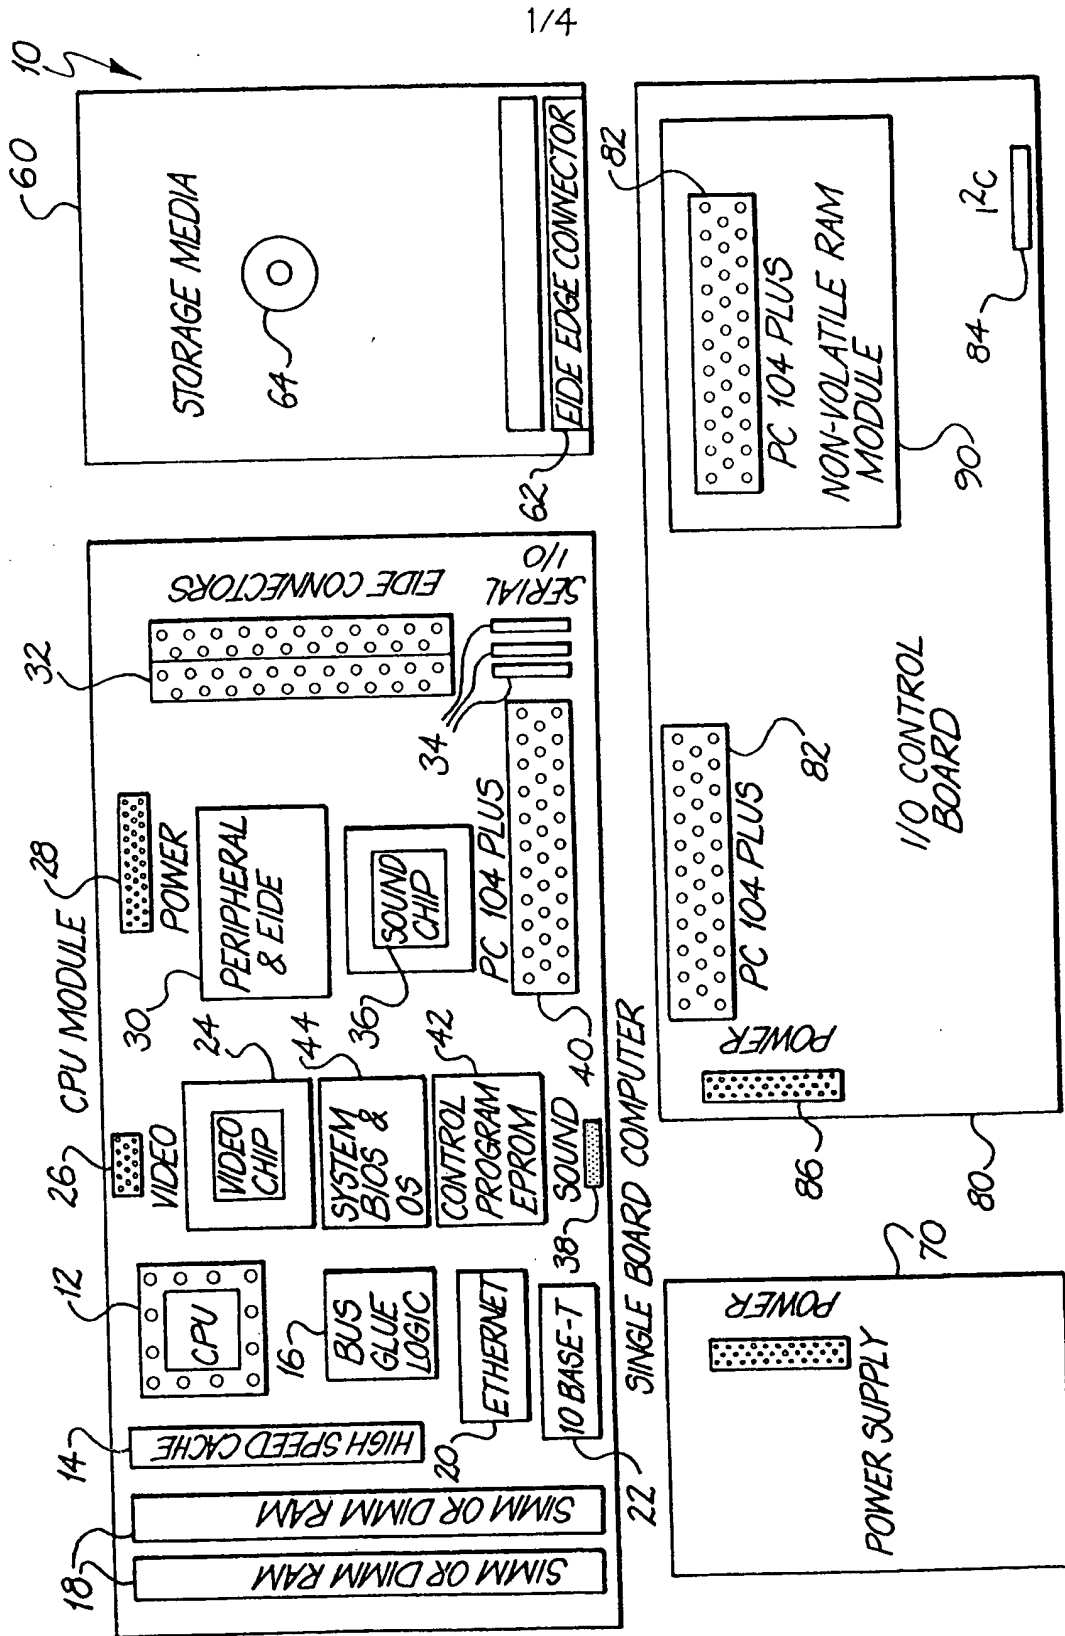 1/4
10
60
STORAGE MEDIA
64
EIDE EDGE CONNECTOR
62
CPU MODULE
18
SIMM OR DIMM RAM
SIMM OR DIMM RAM
14
HIGH SPEED CACHE
12
CPU
16
BUS
GLUE
LOGIC
20
ETHERNET
22
10 BASE-T
26
VIDEO
24
VIDEO
CHIP
44
SYSTEM
BIOS &
OS
42
CONTROL
PROGRAM
EPROM
38
SOUND
28
POWER
30
PERIPHERAL
& EIDE
36
SOUND
CHIP
40
PC 104 PLUS
32
EIDE CONNECTORS
34
SERIAL
I/O
SINGLE BOARD COMPUTER
70
POWER
POWER SUPPLY
80
86
POWER
82
PC 104 PLUS
I/O CONTROL
BOARD
82
PC 104 PLUS
NON-VOLATILE RAM
MODULE
90
84
I2C